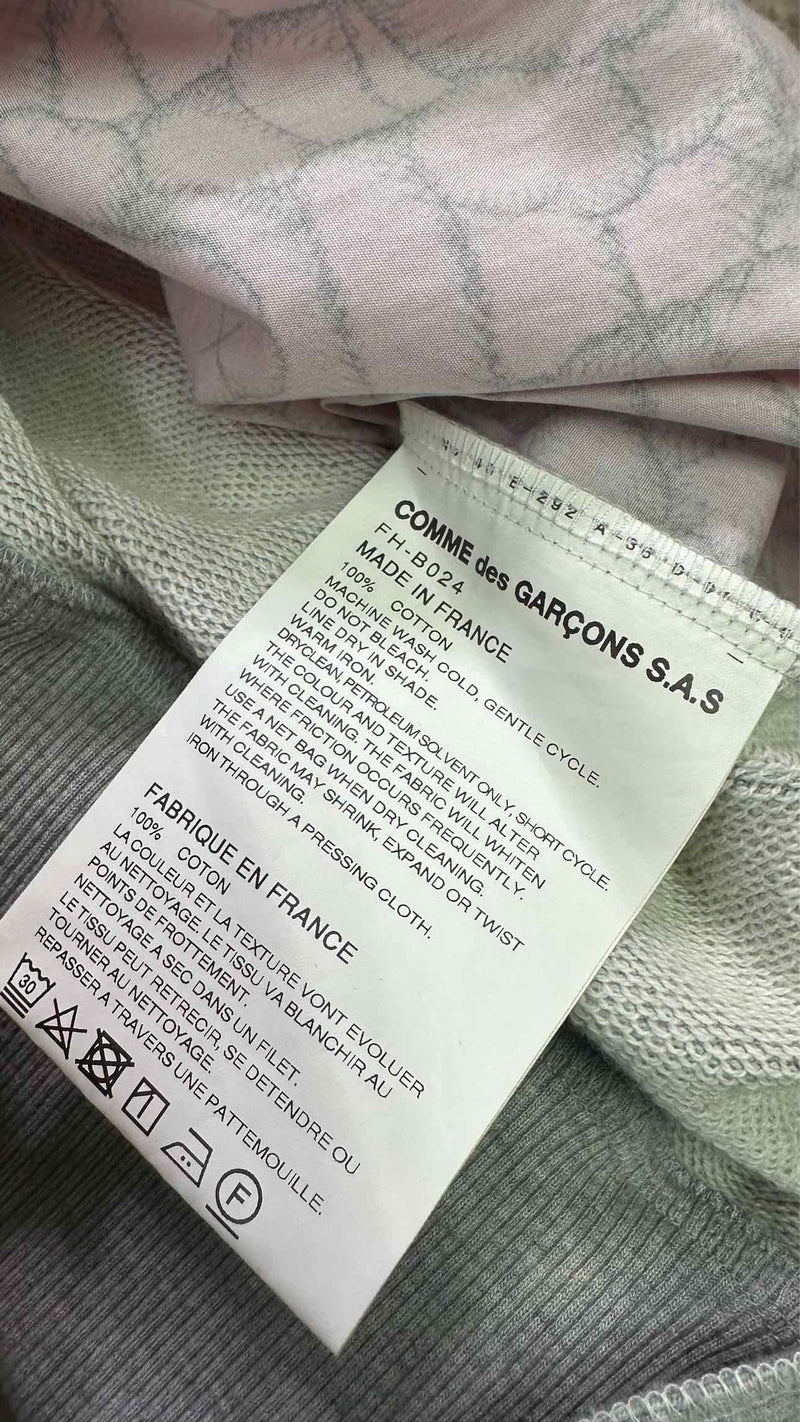 COMME des GARÇONS S.A.S
FH-B024
MADE IN FRANCE
100% COTTON
MACHINE WASH COLD, GENTLE CYCLE.
DO NOT BLEACH.
LINE DRY IN SHADE.
WARM IRON.
DRYCLEAN, PETROLEUM SOLVENT ONLY, SHORT CYCLE.
THE COLOUR AND TEXTURE WILL ALTER
WITH CLEANING. THE FABRIC WILL WHITEN
WHERE FRICTION OCCURS FREQUENTLY.
USE A NET BAG WHEN DRY CLEANING.
THE FABRIC MAY SHRINK, EXPAND OR TWIST
WITH CLEANING.
IRON THROUGH A PRESSING CLOTH.
FABRIQUE EN FRANCE
100% COTON
LA COULEUR ET LA TEXTURE VONT EVOLUER
AU NETTOYAGE. LE TISSU VA BLANCHIR AU
POINTS DE FROTTEMENT.
NETTOYAGE A SEC DANS UN FILET.
LE TISSU PEUT RETRECIR, SE DETENDRE OU
TOURNER AU NETTOYAGE.
REPASSER A TRAVERS UNE PATTEMOUILLE.
30
F